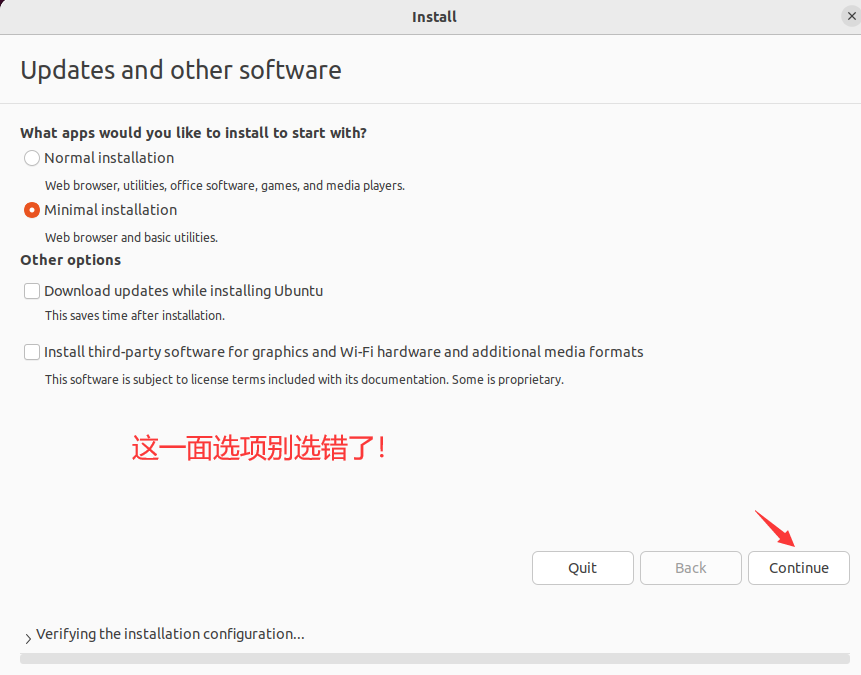 Install
Updates and other software
What apps would you like to install to start with?
Normal installation
Web browser, utilities, office software, games, and media players.
Minimal installation
Web browser and basic utilities.
Other options
Download updates while installing Ubuntu
This saves time after installation.
Install third-party software for graphics and Wi-Fi hardware and additional media formats
This software is subject to license terms included with its documentation. Some is proprietary.
这一面选项别选错了！
Quit
Back
Continue
Verifying the installation configuration...